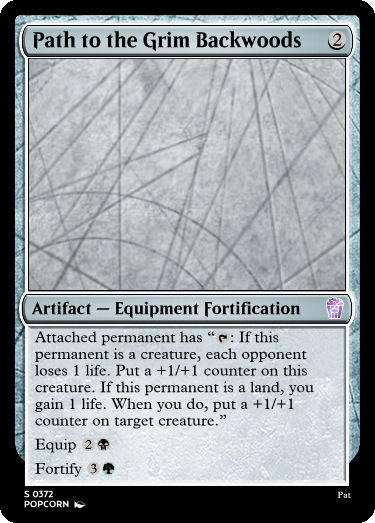 Path to the Grim Backwoods 2
Artifact — Equipment Fortification
Attached permanent has “: If this
permanent is a creature, each opponent
loses 1 life. Put a +1/+1 counter on this
creature. If this permanent is a land, you
gain 1 life. When you do, put a +1/+1
counter on target creature.”
Equip 2
Fortify 3
S 0372 Pat
POPCORN